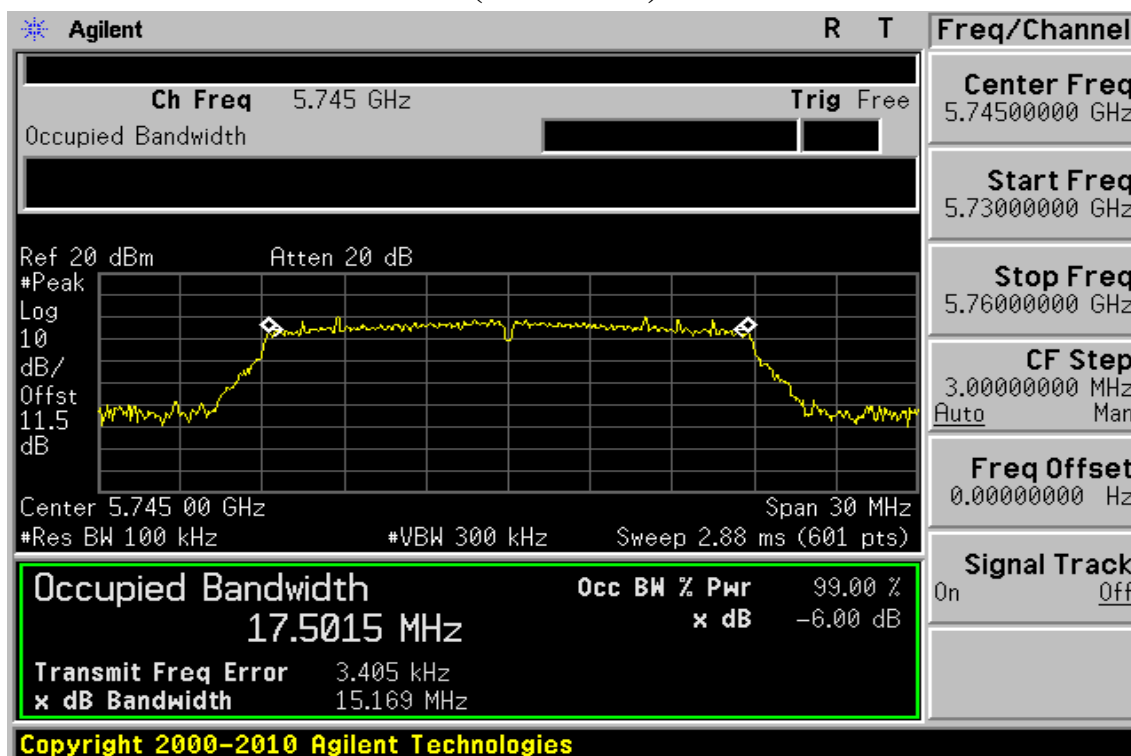 Agilent R T Freq/Channel
Ch Freq 5.745 GHz Trig Free
Occupied Bandwidth
Center Freq
5.74500000 GHz
Start Freq
5.73000000 GHz
Stop Freq
5.76000000 GHz
CF Step
3.00000000 MHz
Auto Man
Freq Offset
0.00000000 Hz
Signal Track
On Off
Ref 20 dBm Atten 20 dB
#Peak
Log
10
dB/
Offst
11.5
dB
Center 5.745 00 GHz Span 30 MHz
#Res BW 100 kHz #VBW 300 kHz Sweep 2.88 ms (601 pts)
Occupied Bandwidth Occ BW % Pwr 99.00 %
17.5015 MHz x dB -6.00 dB
Transmit Freq Error 3.405 kHz
x dB Bandwidth 15.169 MHz
Copyright 2000-2010 Agilent Technologies